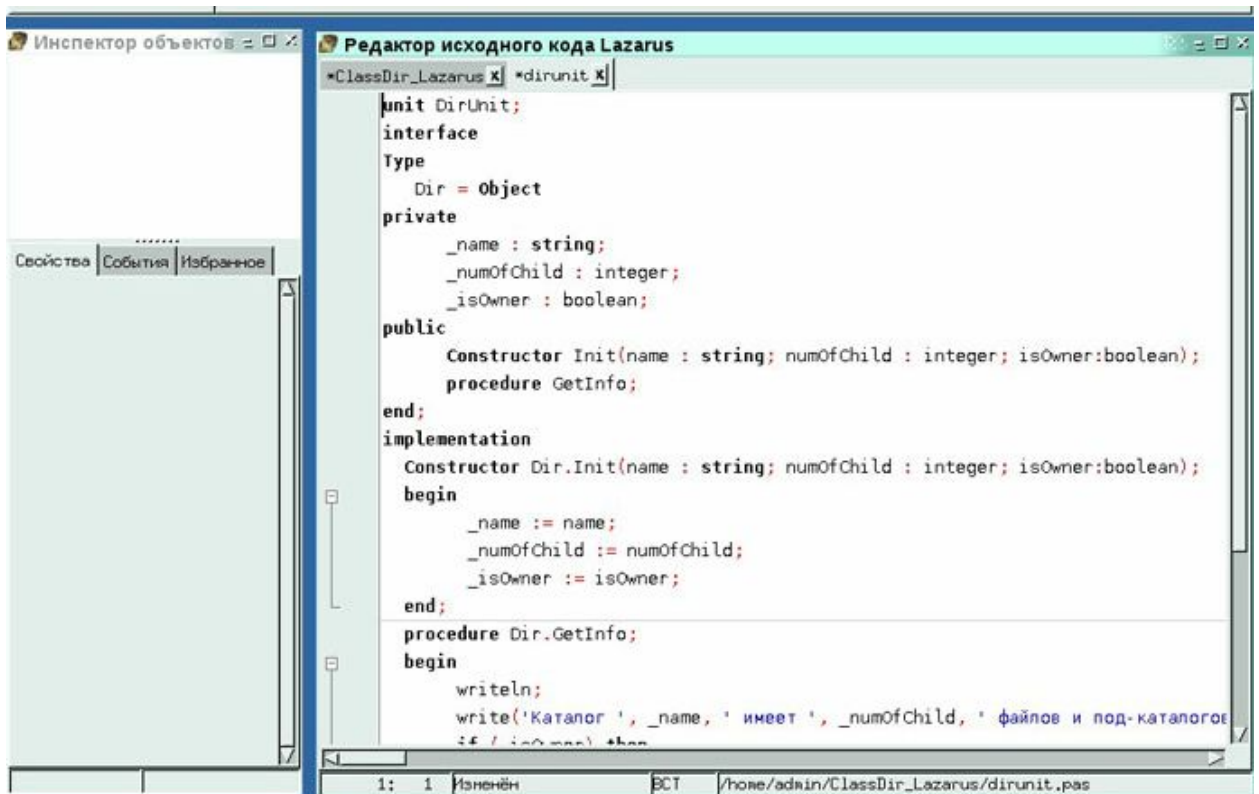 Инспектор объектов
Свойства События Избранное
Редактор исходного кода Lazarus
*ClassDir_Lazarus *dirunit
unit DirUnit;
interface
Type
Dir = Object
private
_name : string;
_numOfChild : integer;
_isOwner : boolean;
public
Constructor Init(name : string; numOfChild : integer; isOwner:boolean);
procedure GetInfo;
end;
implementation
Constructor Dir.Init(name : string; numOfChild : integer; isOwner:boolean);
begin
_name := name;
_numOfChild := numOfChild;
_isOwner := isOwner;
end;
procedure Dir.GetInfo;
begin
writeln;
write('Каталог ', _name, ' имеет ', _numOfChild, ' файлов и под-каталогов
if (_isOwner) then
1: 1 Изменён ВСТ /home/admin/ClassDir_Lazarus/dirunit.pas